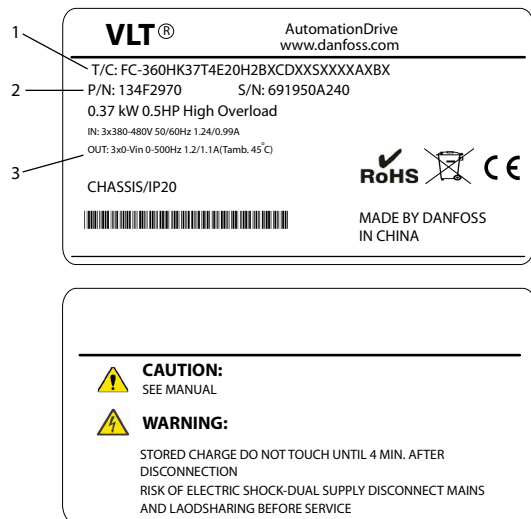 VLT® AutomationDrive
www.danfoss.com
1
T/C: FC-360HK37T4E20H2BXCDXXSXXXXAXBX
2
P/N: 134F2970 S/N: 691950A240
0.37 kW 0.5HP High Overload
IN: 3x380-480V 50/60Hz 1.24/0.99A
3
OUT: 3x0-Vin 0-500Hz 1.2/1.1A(Tamb. 45°C)
RoHS CE
CHASSIS/IP20
MADE BY DANFOSS
IN CHINA
CAUTION:
SEE MANUAL
WARNING:
STORED CHARGE DO NOT TOUCH UNTIL 4 MIN. AFTER
DISCONNECTION
RISK OF ELECTRIC SHOCK-DUAL SUPPLY DISCONNECT MAINS
AND LAODSHARING BEFORE SERVICE